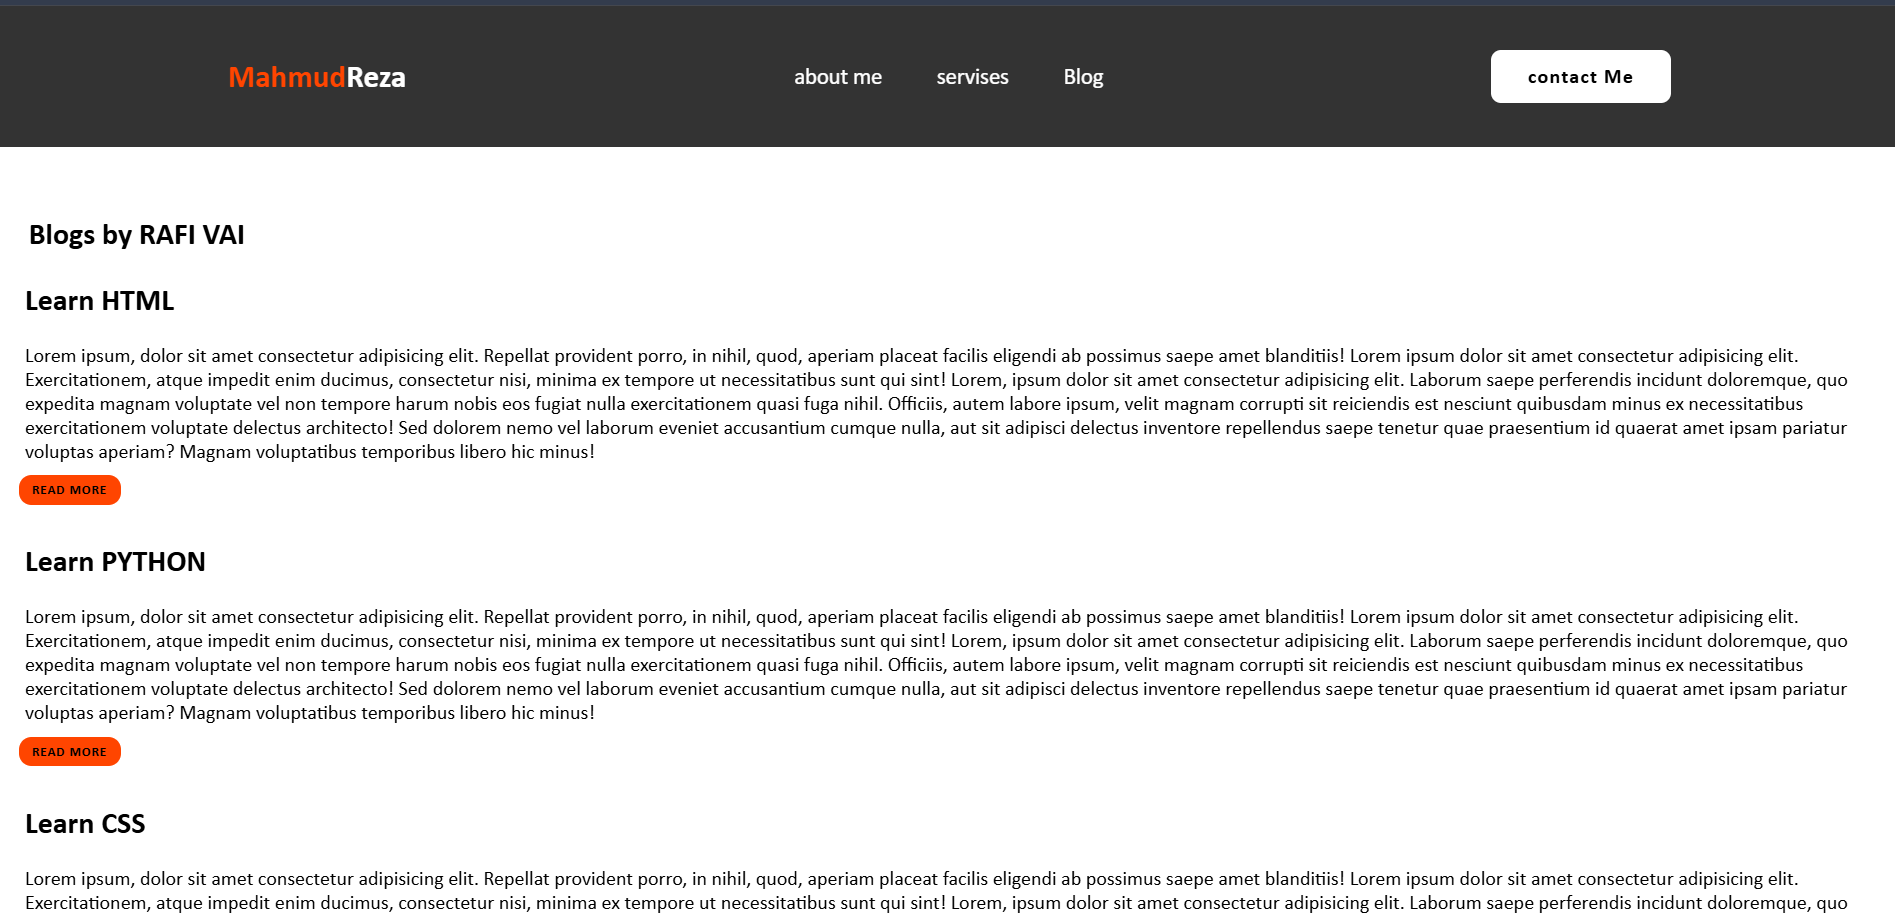 MahmudReza about me servises Blog contact Me
Blogs by RAFI VAI
Learn HTML
Lorem ipsum, dolor sit amet consectetur adipisicing elit. Repellat provident porro, in nihil, quod, aperiam placeat facilis eligendi ab possimus saepe amet blanditiis! Lorem ipsum dolor sit amet consectetur adipisicing elit.
Exercitationem, atque impedit enim ducimus, consectetur nisi, minima ex tempore ut necessitatibus sunt qui sint! Lorem, ipsum dolor sit amet consectetur adipisicing elit. Laborum saepe perferendis incidunt doloremque, quo
expedita magnam voluptate vel non tempore harum nobis eos fugiat nulla exercitationem quasi fuga nihil. Officiis, autem labore ipsum, velit magnam corrupti sit reiciendis est nesciunt quibusdam minus ex necessitatibus
exercitationem voluptate delectus architecto! Sed dolorem nemo vel laborum eveniet accusantium cumque nulla, aut sit adipisci delectus inventore repellendus saepe tenetur quae praesentium id quaerat amet ipsam pariatur
voluptas aperiam? Magnam voluptatibus temporibus libero hic minus!
READ MORE
Learn PYTHON
Lorem ipsum, dolor sit amet consectetur adipisicing elit. Repellat provident porro, in nihil, quod, aperiam placeat facilis eligendi ab possimus saepe amet blanditiis! Lorem ipsum dolor sit amet consectetur adipisicing elit.
Exercitationem, atque impedit enim ducimus, consectetur nisi, minima ex tempore ut necessitatibus sunt qui sint! Lorem, ipsum dolor sit amet consectetur adipisicing elit. Laborum saepe perferendis incidunt doloremque, quo
expedita magnam voluptate vel non tempore harum nobis eos fugiat nulla exercitationem quasi fuga nihil. Officiis, autem labore ipsum, velit magnam corrupti sit reiciendis est nesciunt quibusdam minus ex necessitatibus
exercitationem voluptate delectus architecto! Sed dolorem nemo vel laborum eveniet accusantium cumque nulla, aut sit adipisci delectus inventore repellendus saepe tenetur quae praesentium id quaerat amet ipsam pariatur
voluptas aperiam? Magnam voluptatibus temporibus libero hic minus!
READ MORE
Learn CSS
Lorem ipsum, dolor sit amet consectetur adipisicing elit. Repellat provident porro, in nihil, quod, aperiam placeat facilis eligendi ab possimus saepe amet blanditiis! Lorem ipsum dolor sit amet consectetur adipisicing elit.
Exercitationem, atque impedit enim ducimus, consectetur nisi, minima ex tempore ut necessitatibus sunt qui sint! Lorem, ipsum dolor sit amet consectetur adipisicing elit. Laborum saepe perferendis incidunt doloremque, quo